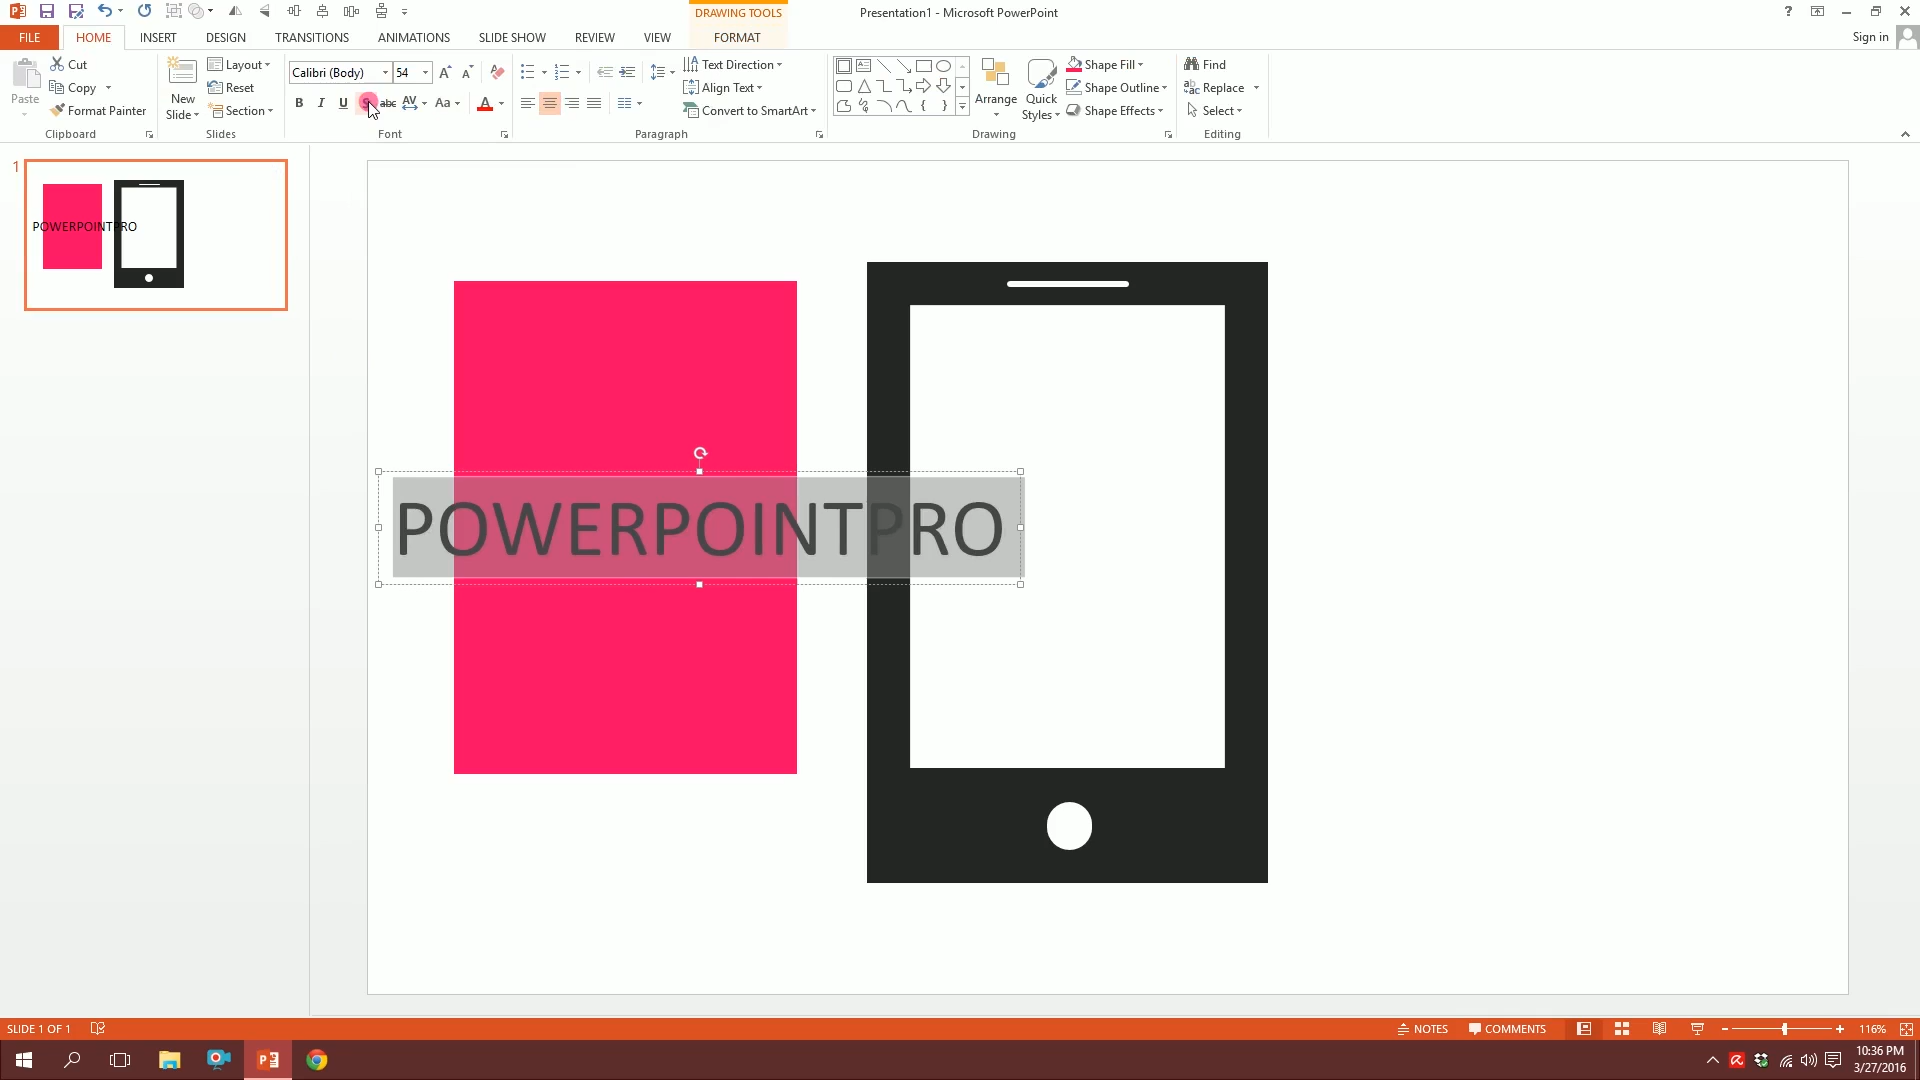 DRAWING TOOLS
Presentation1 - Microsoft PowerPoint
?
FILE HOME INSERT DESIGN TRANSITIONS ANIMATIONS SLIDE SHOW REVIEW VIEW FORMAT Sign in
Paste Cut Copy Format Painter Clipboard
New Slide Layout Reset Section Slides
Calibri (Body) 54
B I U abc AV Aa A
Font
Text Direction
Align Text
Convert to SmartArt
Paragraph
Arrange Quick Styles
Shape Fill
Shape Outline
Shape Effects
Drawing
Find
Replace
Select
Editing
1
POWERPOINTPRO
POWERPOINTPRO
SLIDE 1 OF 1
NOTES COMMENTS 116%
10:36 PM
3/27/2016